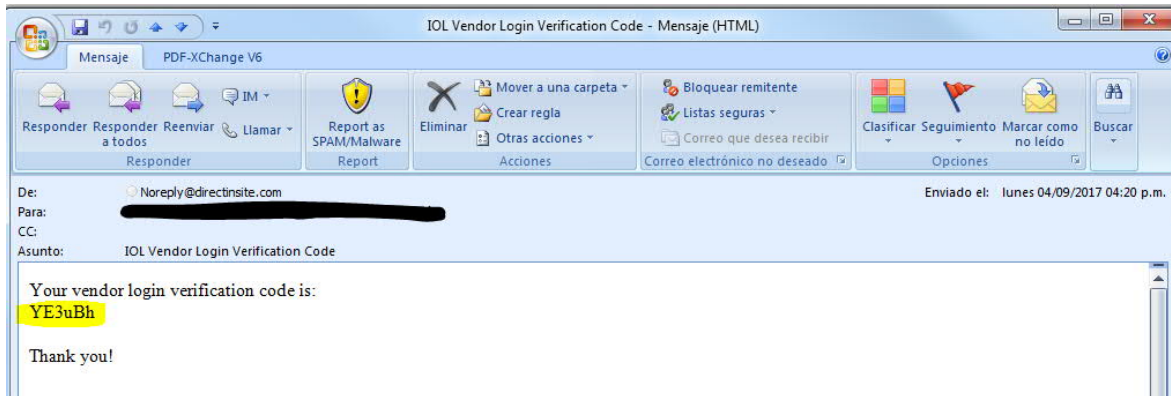 IOL Vendor Login Verification Code - Mensaje (HTML)
Mensaje PDF-XChange V6
Responder
Responder a todos
Reenviar
IM
Llamar
Responder
Report as SPAM/Malware
Report
Eliminar
Mover a una carpeta
Crear regla
Otras acciones
Acciones
Bloquear remitente
Listas seguras
Correo que desea recibir
Correo electrónico no deseado
Clasificar
Seguimiento
Marcar como no leído
Opciones
Buscar
De: Noreply@directinsite.com Enviado el: lunes 04/09/2017 04:20 p.m.
Para:
CC:
Asunto: IOL Vendor Login Verification Code
Your vendor login verification code is:
YE3uBh
Thank you!